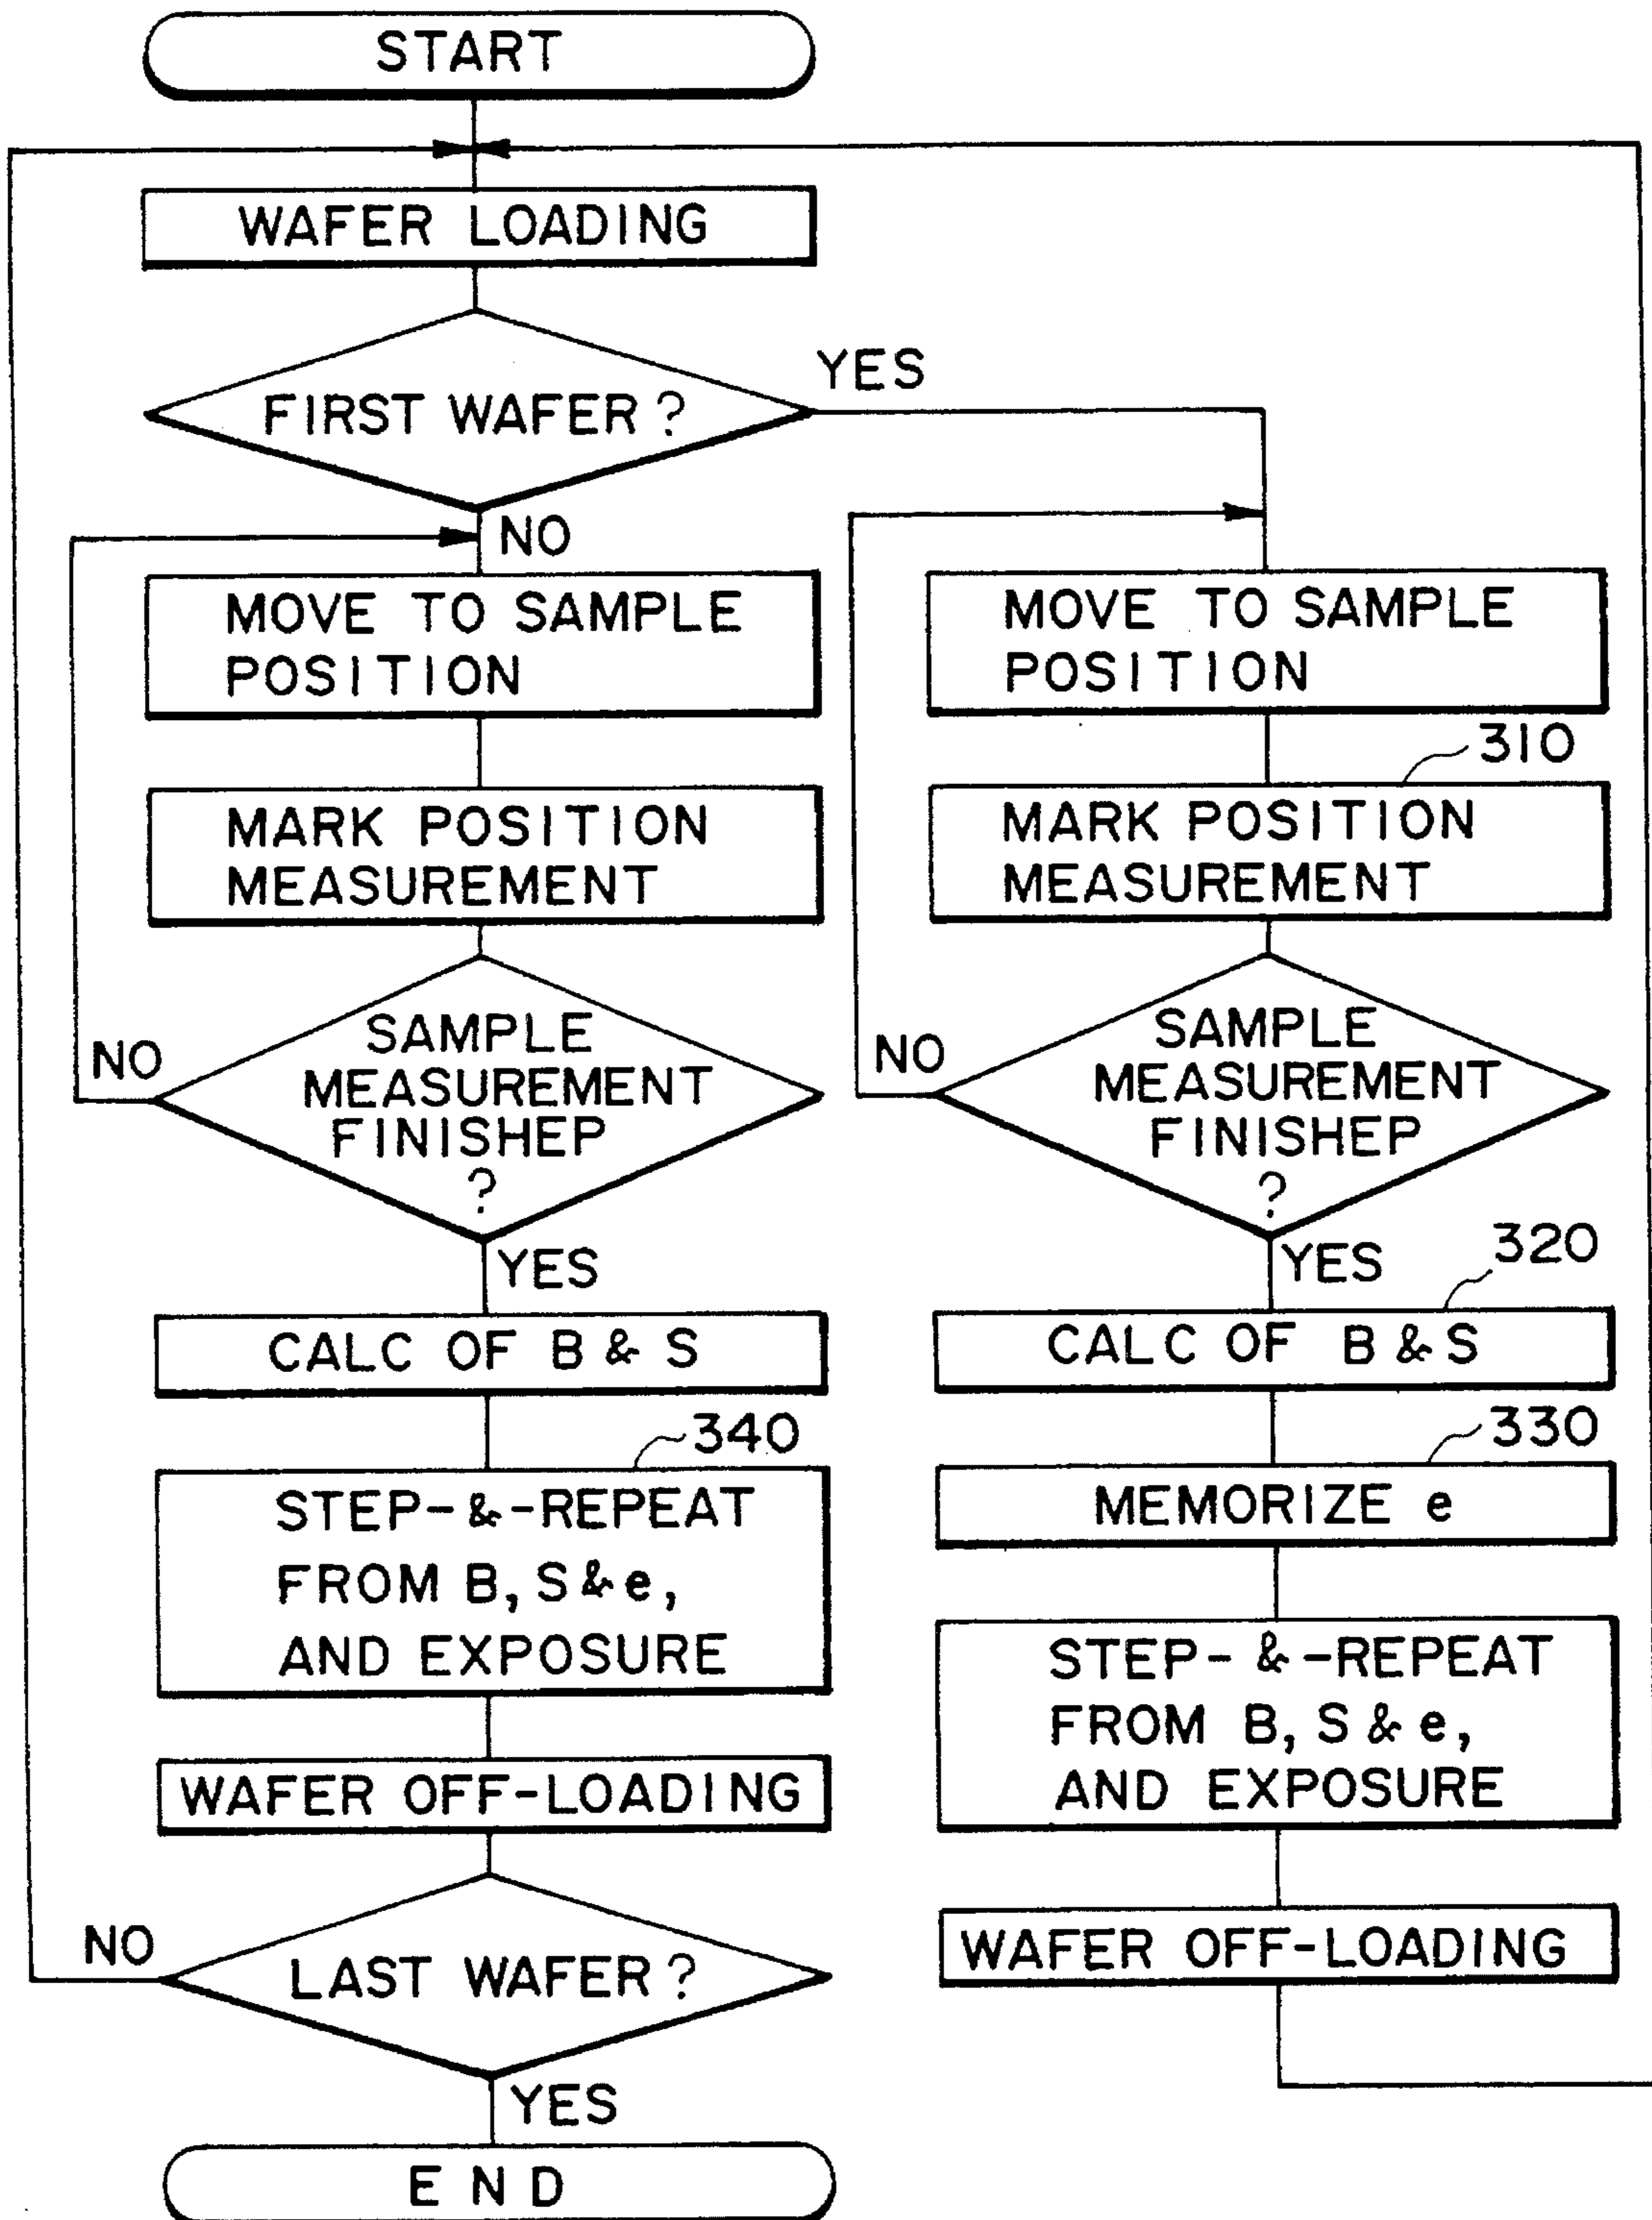 START
WAFER LOADING
FIRST WAFER ?
YES
NO
MOVE TO SAMPLE
POSITION
MARK POSITION
MEASUREMENT
SAMPLE
MEASUREMENT
FINISHEP
?
NO
YES
CALC OF B & S
340
STEP-&-REPEAT
FROM B, S & e,
AND EXPOSURE
WAFER OFF-LOADING
LAST WAFER ?
NO
YES
END
MOVE TO SAMPLE
POSITION
310
MARK POSITION
MEASUREMENT
SAMPLE
MEASUREMENT
FINISHEP
?
NO
YES
320
CALC OF B & S
330
MEMORIZE e
STEP-&-REPEAT
FROM B, S & e,
AND EXPOSURE
WAFER OFF-LOADING